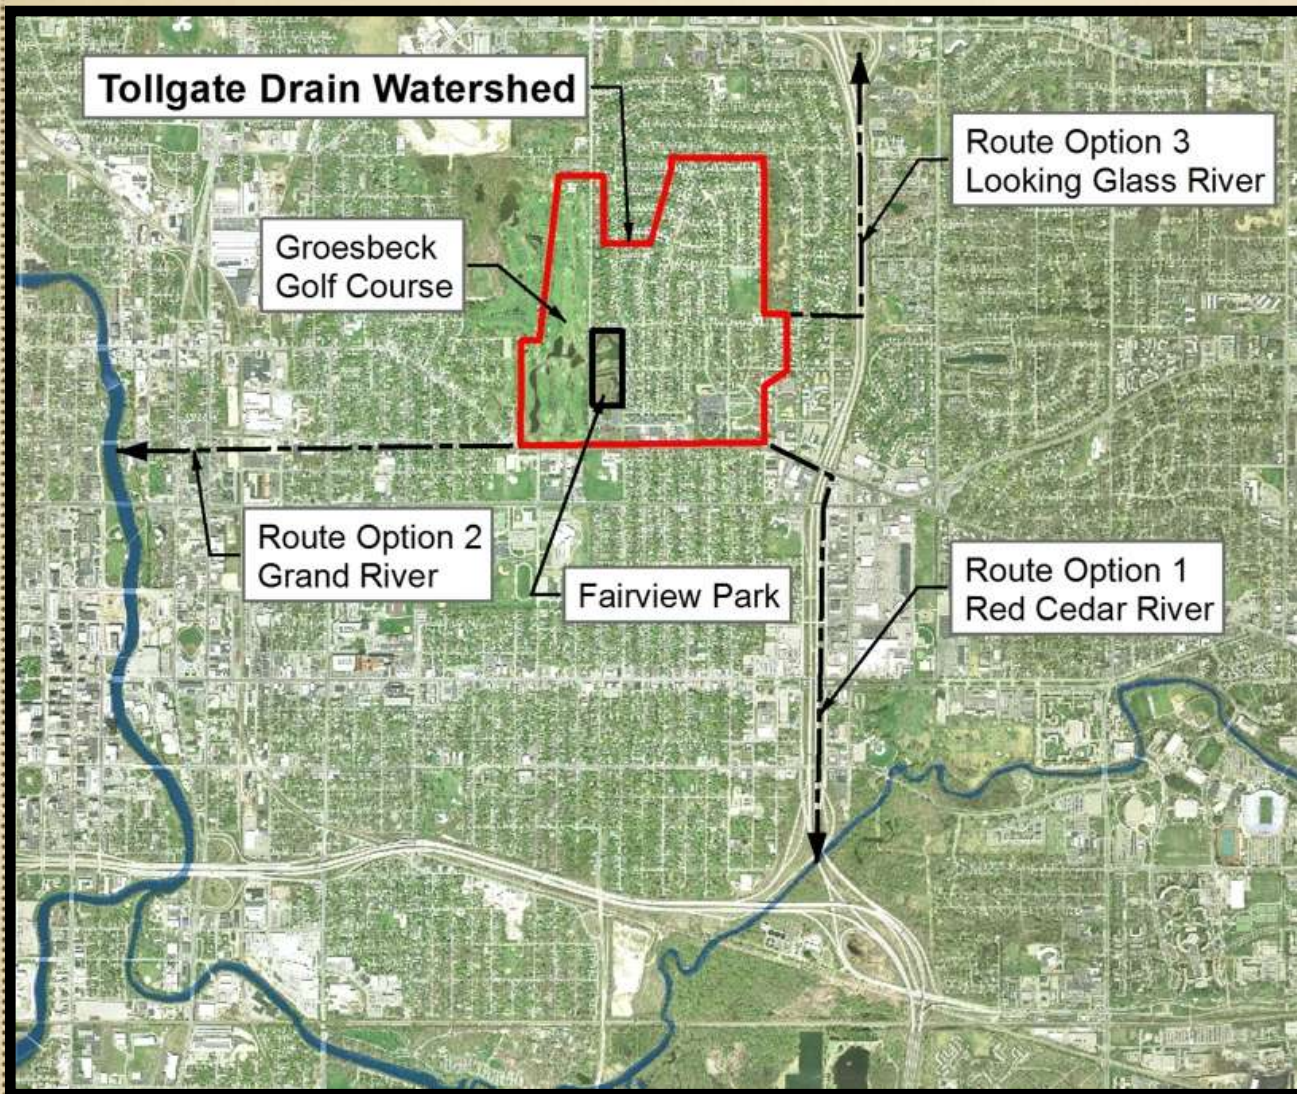 Tollgate Drain Watershed
Route Option 3
Looking Glass River
Groesbeck
Golf Course
Route Option 2
Grand River
Fairview Park
Route Option 1
Red Cedar River